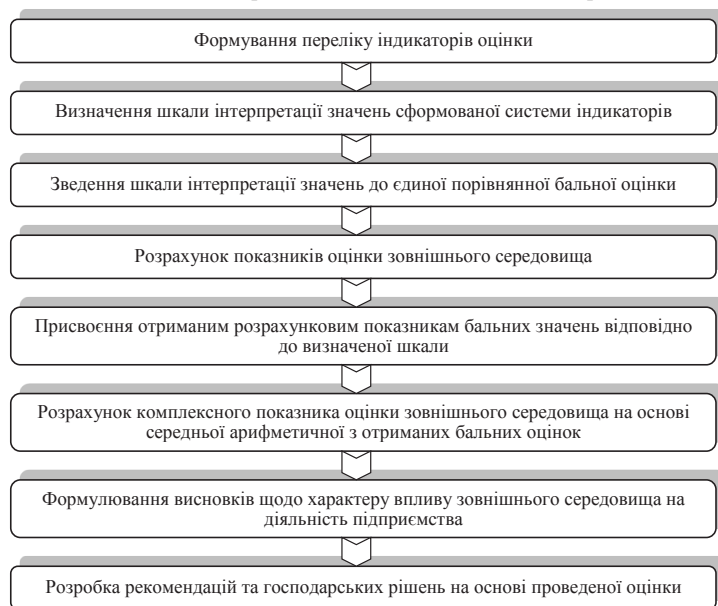 Формування переліку індикаторів оцінки
Визначення шкали інтерпретації значень сформованої системи індикаторів
Зведення шкали інтерпретації значень до єдиної порівнянної бальної оцінки
Розрахунок показників оцінки зовнішнього середовища
Присвоєння отриманим розрахунковим показникам бальних значень відповідно
до визначеної шкали
Розрахунок комплексного показника оцінки зовнішнього середовища на основі
середньої арифметичної з отриманих бальних оцінок
Формулювання висновків щодо характеру впливу зовнішнього середовища на
діяльність підприємства
Розробка рекомендацій та господарських рішень на основі проведеної оцінки